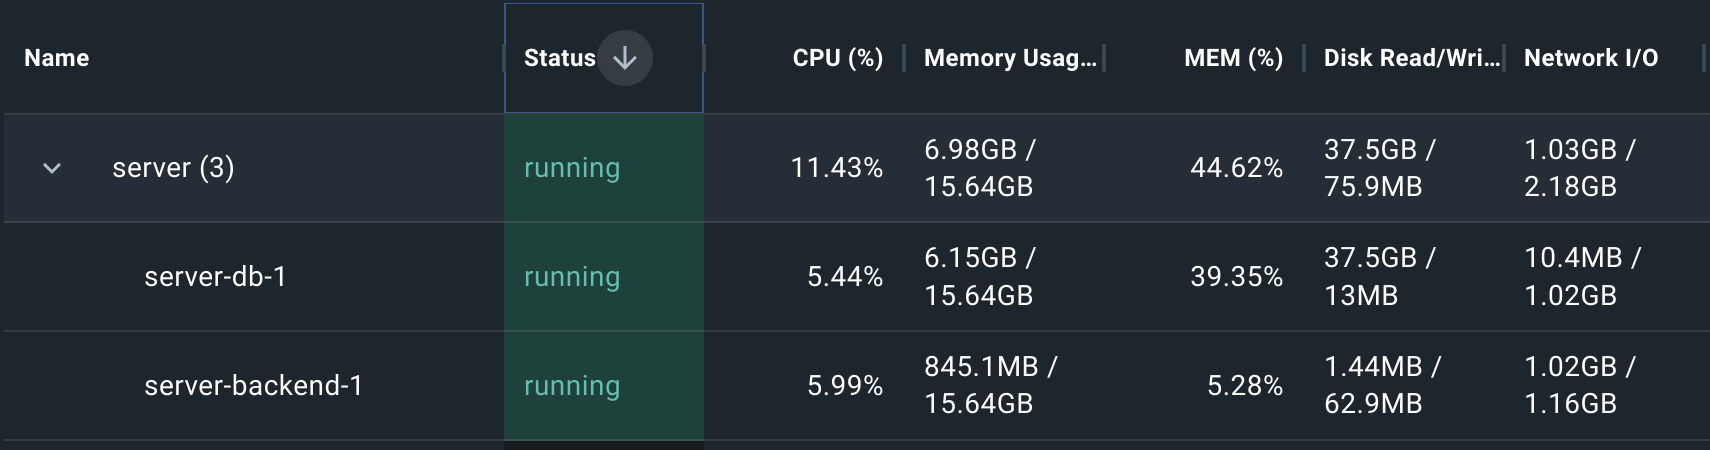 Name Status CPU (%) Memory Usag... MEM (%) Disk Read/Wri... Network I/O
server (3) running 11.43% 6.98GB / 15.64GB 44.62% 37.5GB / 75.9MB 1.03GB / 2.18GB
server-db-1 running 5.44% 6.15GB / 15.64GB 39.35% 37.5GB / 13MB 10.4MB / 1.02GB
server-backend-1 running 5.99% 845.1MB / 15.64GB 5.28% 1.44MB / 62.9MB 1.02GB / 1.16GB